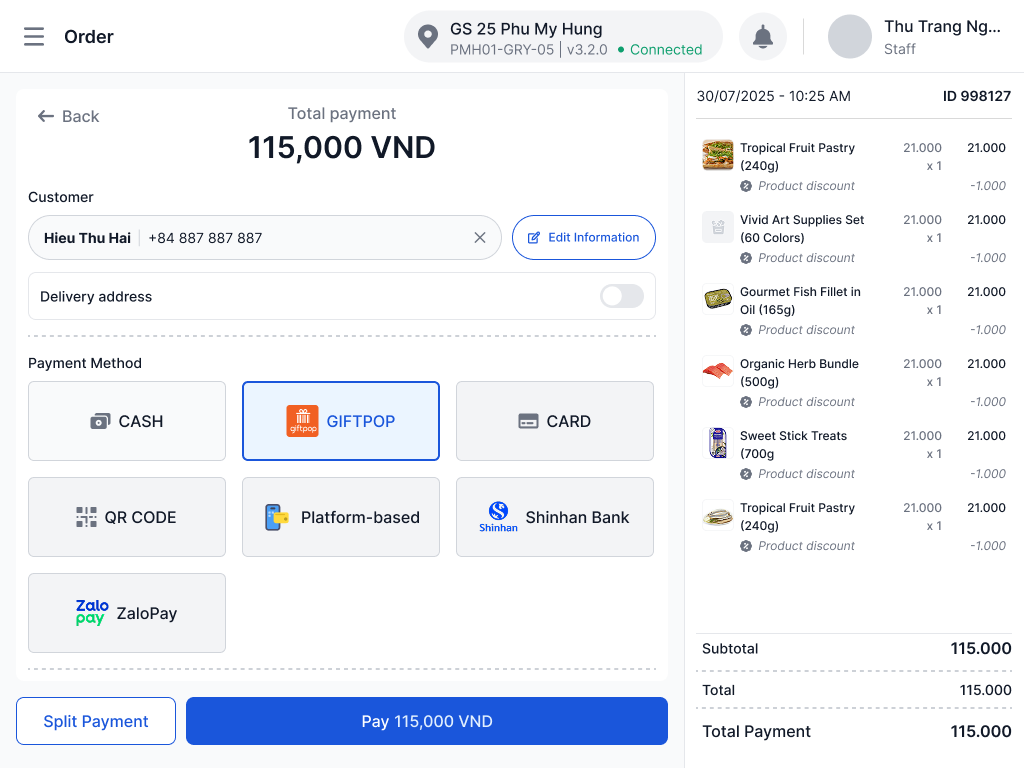 Order
GS 25 Phu My Hung
PMH01-GRY-05 | v3.2.0 Connected
Thu Trang Ng...
Staff
Back
Total payment
115,000 VND
Customer
Hieu Thu Hai +84 887 887 887
Edit Information
Delivery address
Payment Method
CASH
giftpop GIFTPOP
CARD
QR CODE
Platform-based
Shinhan Shinhan Bank
Zalo pay ZaloPay
Split Payment
Pay 115,000 VND
30/07/2025 - 10:25 AM ID 998127
Tropical Fruit Pastry 21.000 21.000
(240g) x 1
Product discount -1.000
Vivid Art Supplies Set 21.000 21.000
(60 Colors) x 1
Product discount -1.000
Gourmet Fish Fillet in 21.000 21.000
Oil (165g) x 1
Product discount -1.000
Organic Herb Bundle 21.000 21.000
(500g) x 1
Product discount -1.000
Sweet Stick Treats 21.000 21.000
(700g x 1
Product discount -1.000
Tropical Fruit Pastry 21.000 21.000
(240g) x 1
Product discount -1.000
Subtotal 115.000
Total 115.000
Total Payment 115.000